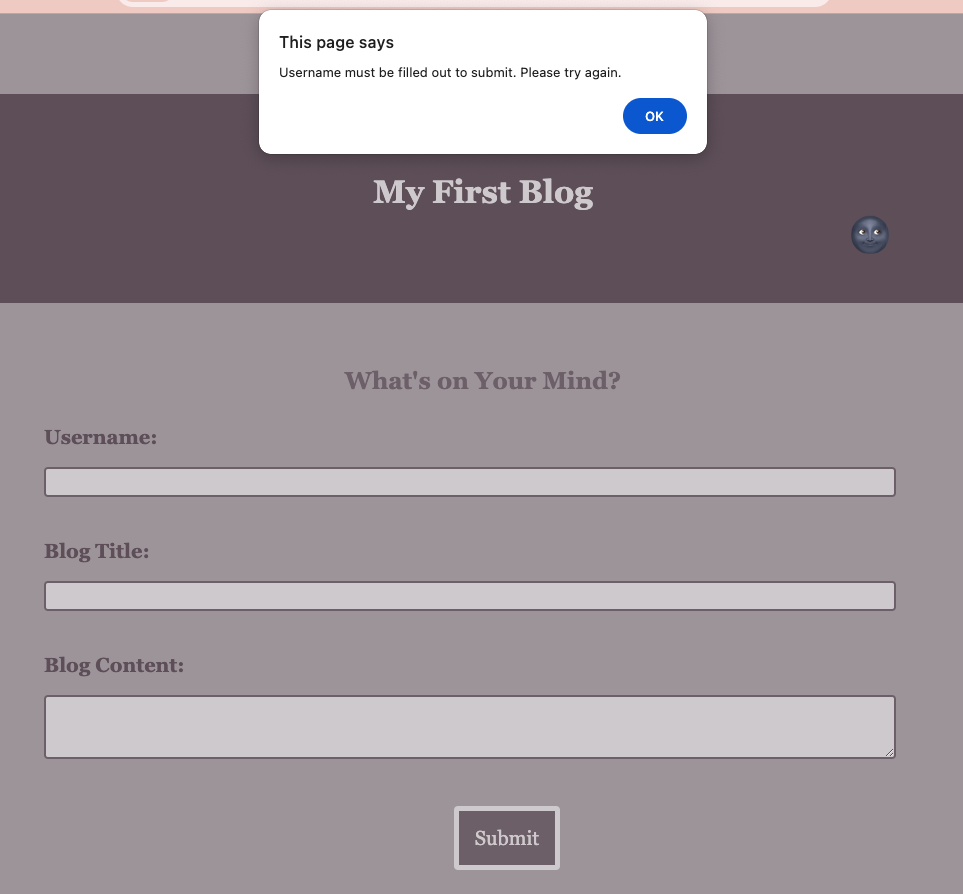 This page says
Username must be filled out to submit. Please try again.
OK
My First Blog
What's on Your Mind?
Username:
Blog Title:
Blog Content:
Submit